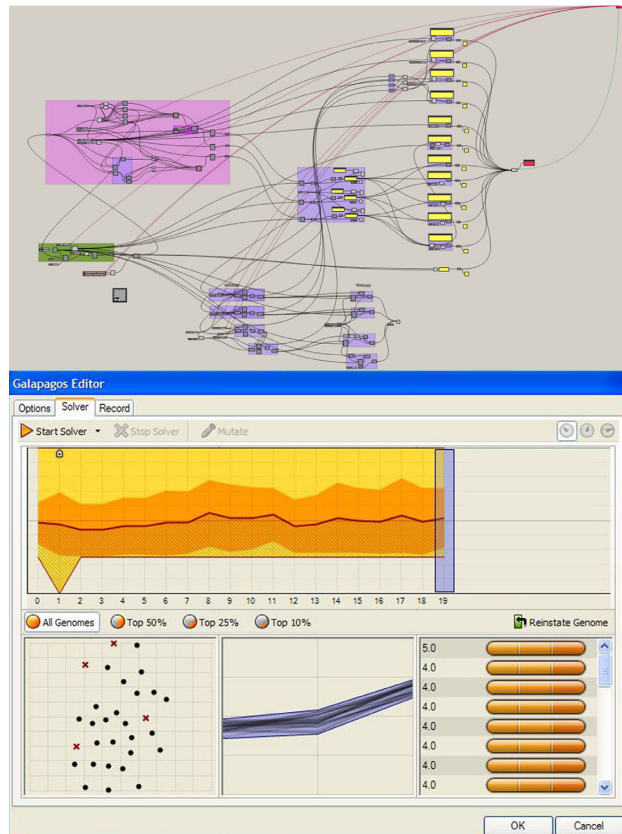 Galapagos Editor
Options Solver Record
Start Solver Stop Solver Mutate
0 1 2 3 4 5 6 7 8 9 10 11 12 13 14 15 16 17 18 19
All Genomes Top 50% Top 25% Top 10% Reinstate Genome
5.0
4.0
4.0
4.0
4.0
4.0
4.0
4.0
OK Cancel